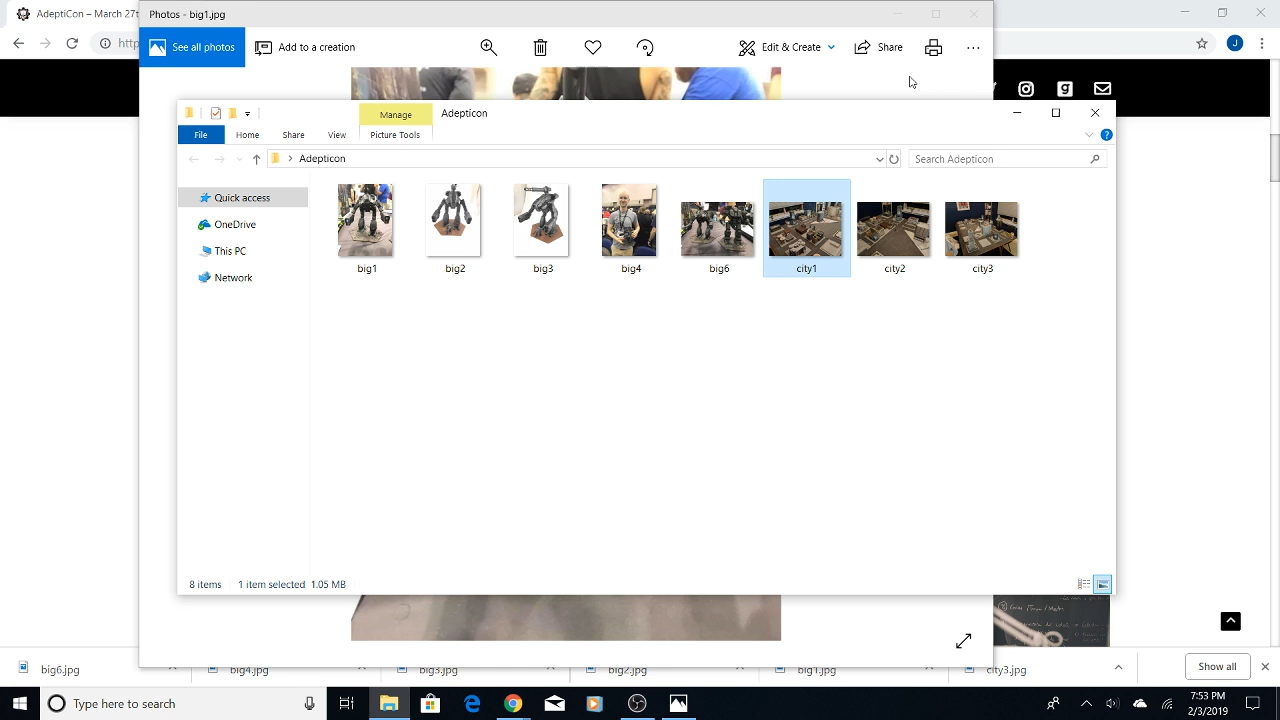 AdeptiCon – March 27t
Photos - big1.jpg
http
See all photos
Add to a creation
Edit & Create
Share
J
Manage
Adepticon
File
Home
Share
View
Picture Tools
Adepticon
Search Adepticon
Quick access
OneDrive
This PC
Network
big1
big2
big3
big4
big6
city1
city2
city3
8 items
1 item selected
1.05 MB
big6.jpg
big4.jpg
big3.jpg
big2.jpg
big1.jpg
city3.jpg
Show all
Type here to search
7:53 PM
2/3/2019